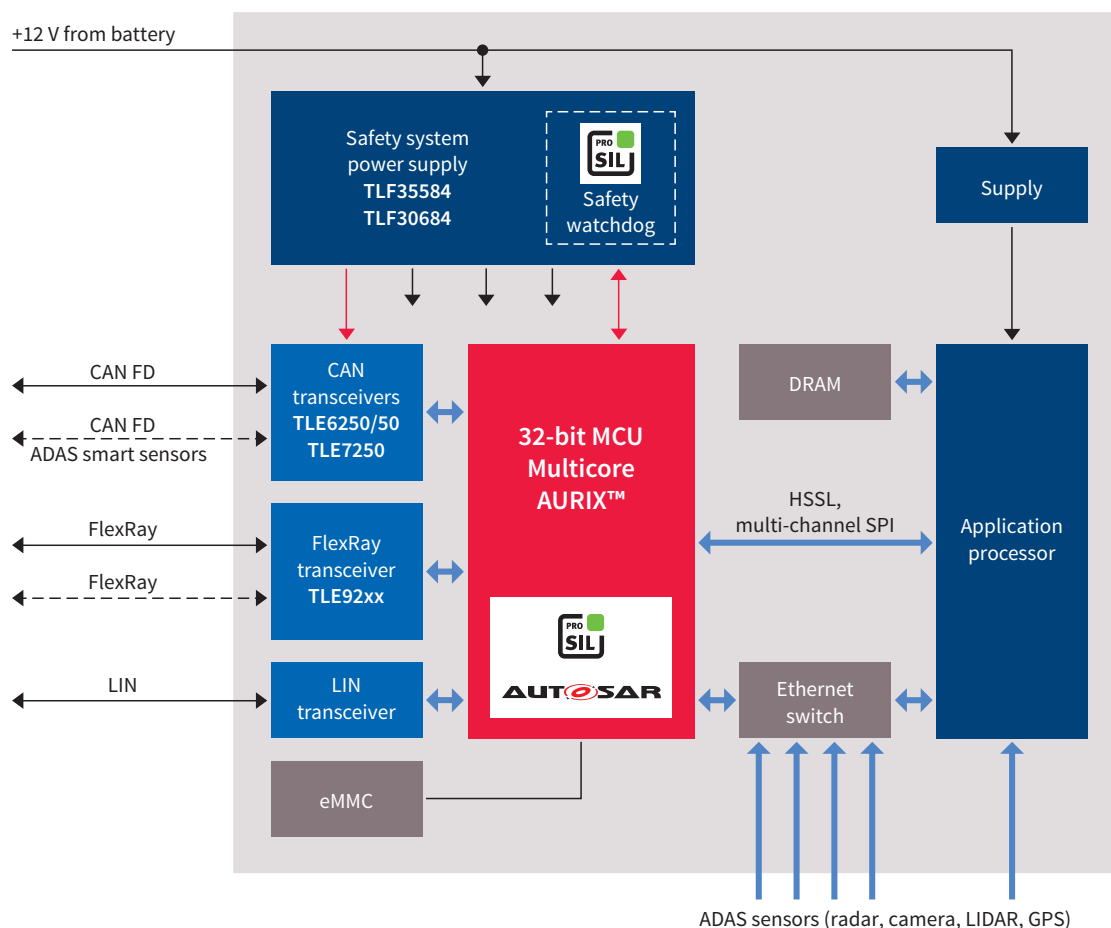 +12 V from battery
Safety system
power supply
TLF35584
TLF30684
PRO
SIL
Safety
watchdog
Supply
CAN FD
CAN FD
ADAS smart sensors
CAN
transceivers
TLE6250/50
TLE7250
32-bit MCU
Multicore
AURIX™
DRAM
HSSL,
multi-channel SPI
Application
processor
FlexRay
FlexRay
FlexRay
transceiver
TLE92xx
PRO
SIL
AUTOSAR
LIN
LIN
transceiver
Ethernet
switch
eMMC
ADAS sensors (radar, camera, LIDAR, GPS)